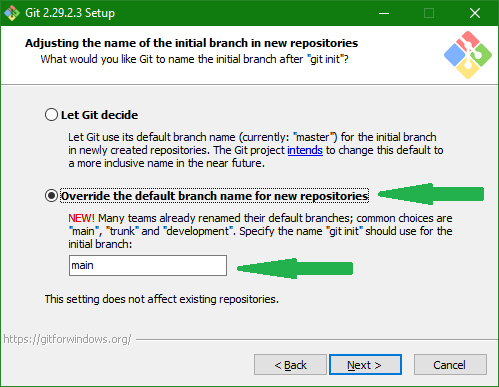 Git 2.29.2.3 Setup
Adjusting the name of the initial branch in new repositories
What would you like Git to name the initial branch after "git init"?
Let Git decide
Let Git use its default branch name (currently: "master") for the initial branch
in newly created repositories. The Git project intends to change this default to
a more inclusive name in the near future.
Override the default branch name for new repositories
NEW! Many teams already renamed their default branches; common choices are
"main", "trunk" and "development". Specify the name "git init" should use for the
initial branch:
main
This setting does not affect existing repositories.
https://gitforwindows.org/
< Back
Next >
Cancel